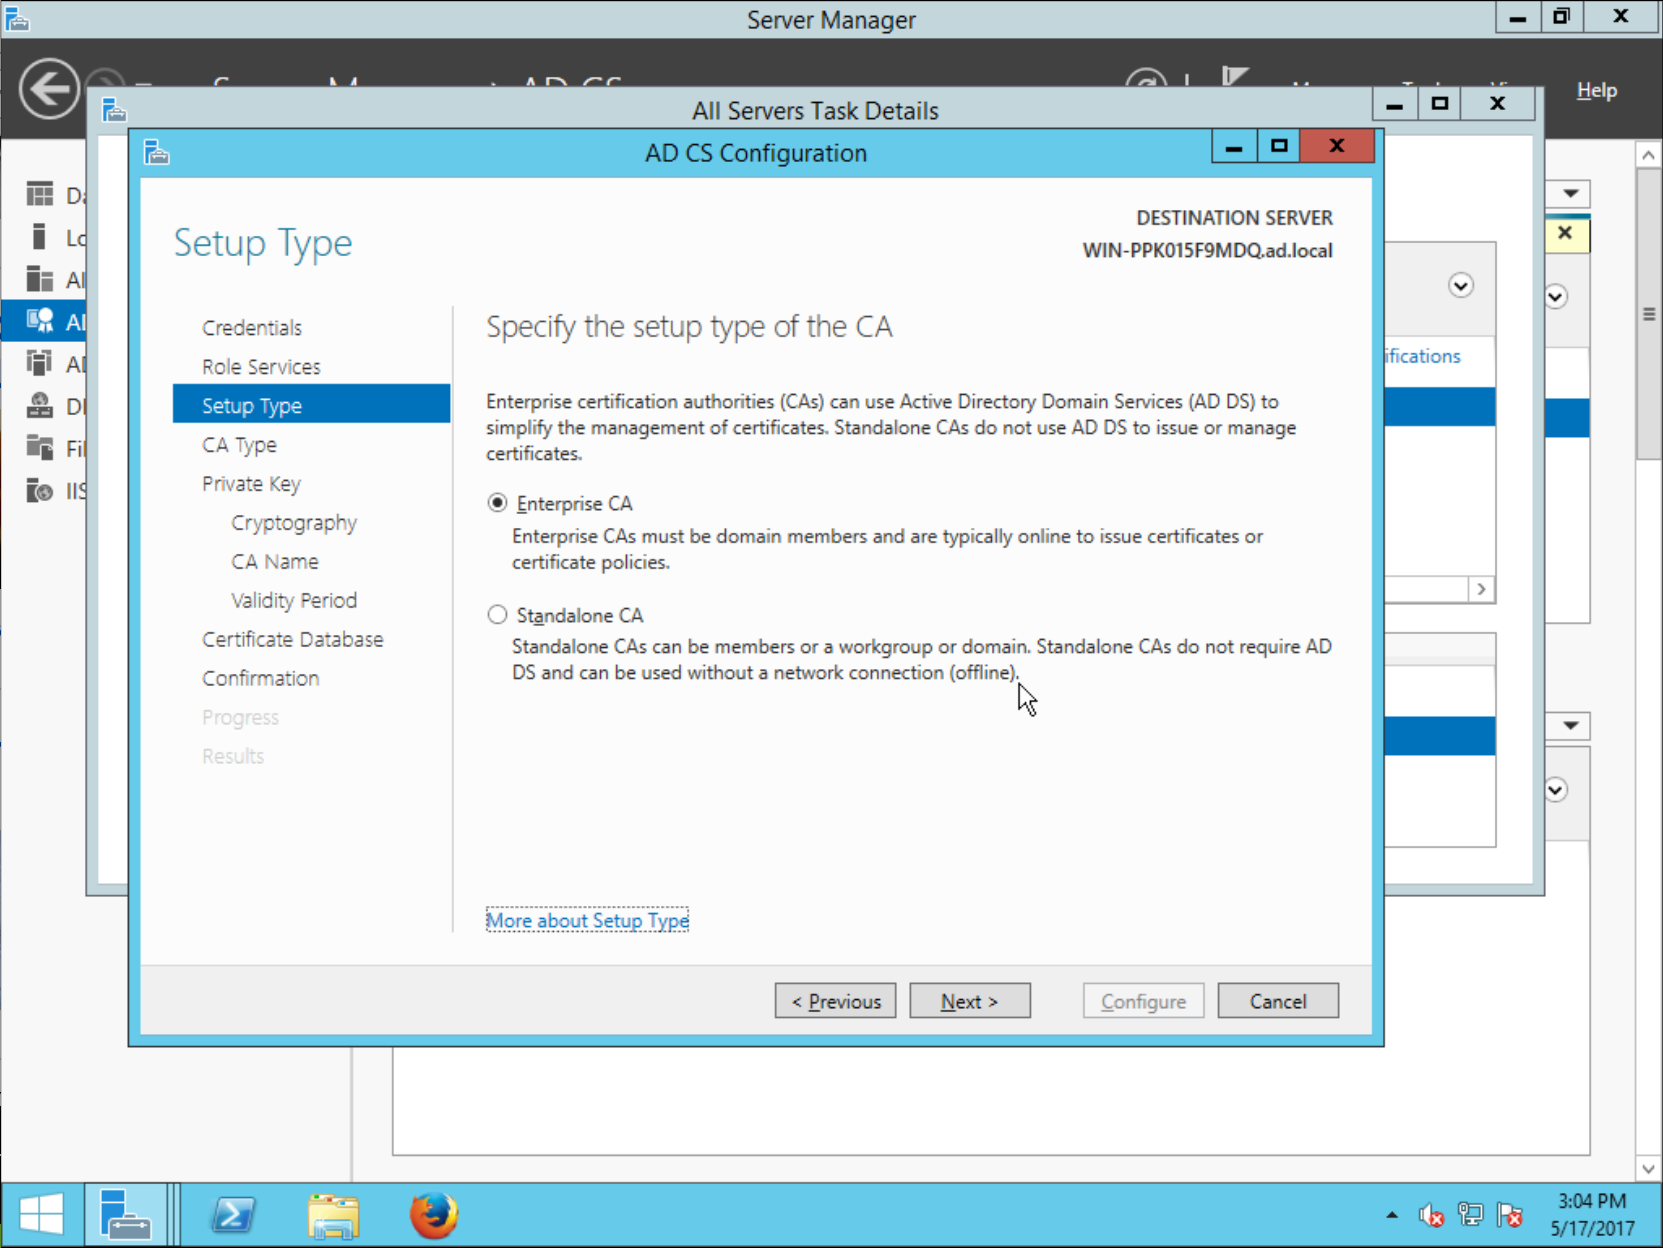 Server Manager
Help
All Servers Task Details
AD CS Configuration
DESTINATION SERVER
WIN-PPK015F9MDQ.ad.local
Setup Type
Credentials
Role Services
Setup Type
CA Type
Private Key
Cryptography
CA Name
Validity Period
Certificate Database
Confirmation
Progress
Results
Specify the setup type of the CA
Enterprise certification authorities (CAs) can use Active Directory Domain Services (AD DS) to
simplify the management of certificates. Standalone CAs do not use AD DS to issue or manage
certificates.
Enterprise CA
Enterprise CAs must be domain members and are typically online to issue certificates or
certificate policies.
Standalone CA
Standalone CAs can be members or a workgroup or domain. Standalone CAs do not require AD
DS and can be used without a network connection (offline).
More about Setup Type
< Previous
Next >
Configure
Cancel
IIS
ifications
3:04 PM
5/17/2017